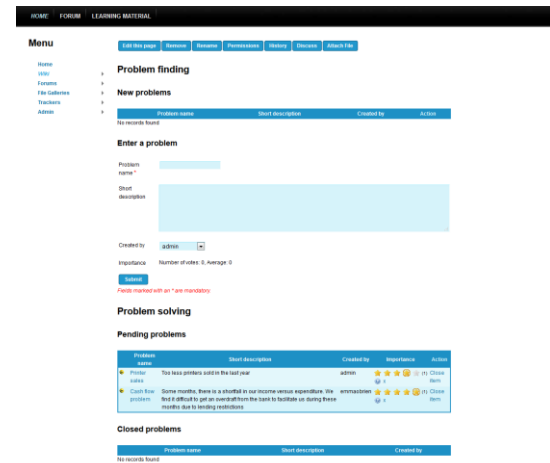 HOME FORUM LEARNING MATERIAL
Menu
Home
Wiki
Forums
File Galleries
Trackers
Admin
Edit this page Remove Rename Permissions History Discuss Attach File
Problem finding
New problems
Problem name Short description Created by Action
No records found
Enter a problem
Problem
name *
Short
description
Created by admin
Importance Number of votes: 0, Average: 0
Submit
Fields marked with an * are mandatory
Problem solving
Pending problems
Problem
name Short description Created by Importance Action
Printer Too less printers sold in the last year admin (1) Close
sales item
Cash flow Some months, there is a shortfall in our income versus expenditure. We emmasbrien (1) Close
problem find it difficult to get an overdraft from the bank to facilitate us during these item
months due to lending restrictions
Closed problems
Problem name Short description Created by
No records found